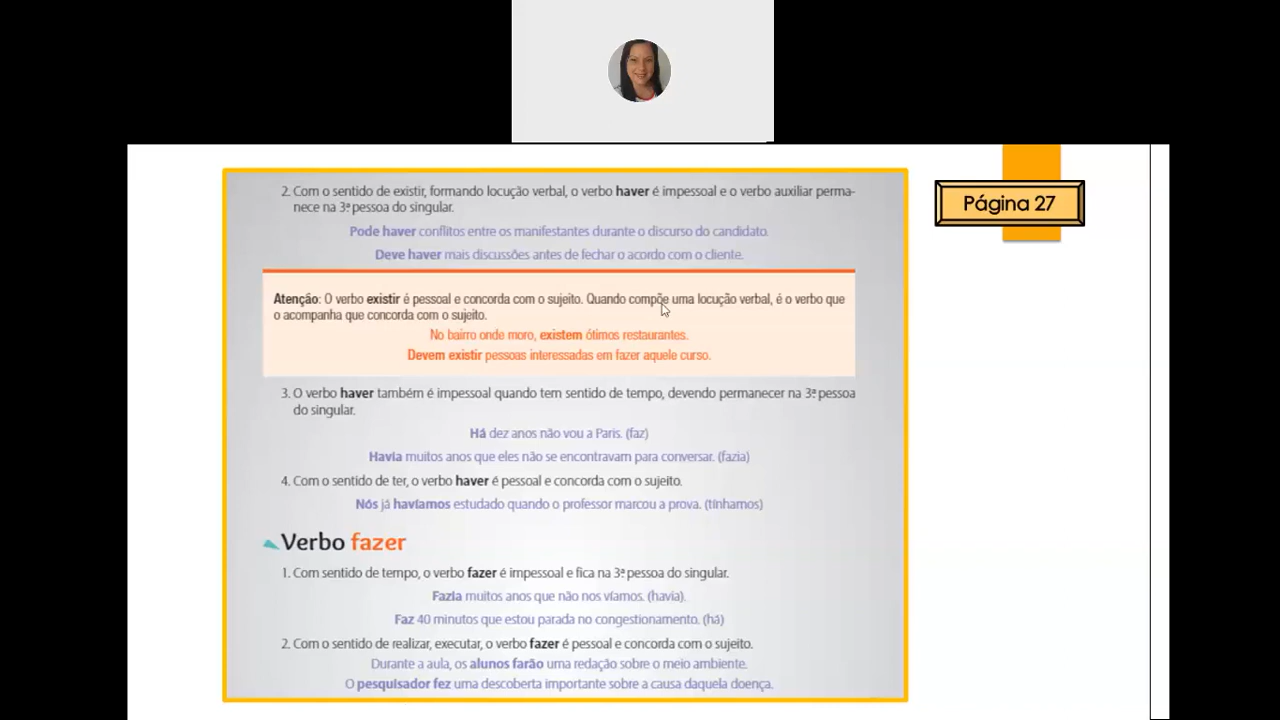 Página 27
2. Com o sentido de existir, formando locução verbal, o verbo haver é impessoal e o verbo auxiliar perma-
nece na 3ª pessoa do singular.
Pode haver conflitos entre os manifestantes durante o discurso do candidato.
Deve haver mais discussões antes de fechar o acordo com o cliente.
Atenção: O verbo existir é pessoal e concorda com o sujeito. Quando compõe uma locução verbal, é o verbo que
o acompanha que concorda com o sujeito.
No bairro onde moro, existem ótimos restaurantes.
Devem existir pessoas interessadas em fazer aquele curso.
3. O verbo haver também é impessoal quando tem sentido de tempo, devendo permanecer na 3ª pessoa
do singular.
Há dez anos não vou a Paris. (faz)
Havia muitos anos que eles não se encontravam para conversar. (fazia)
4. Com o sentido de ter, o verbo haver é pessoal e concorda com o sujeito.
Nós já havíamos estudado quando o professor marcou a prova. (tínhamos)
Verbo fazer
1. Com sentido de tempo, o verbo fazer é impessoal e fica na 3ª pessoa do singular.
Fazia muitos anos que não nos víamos. (havia).
Faz 40 minutos que estou parada no congestionamento. (há)
2. Com o sentido de realizar, executar, o verbo fazer é pessoal e concorda com o sujeito.
Durante a aula, os alunos farão uma redação sobre o meio ambiente.
O pesquisador fez uma descoberta importante sobre a causa daquela doença.